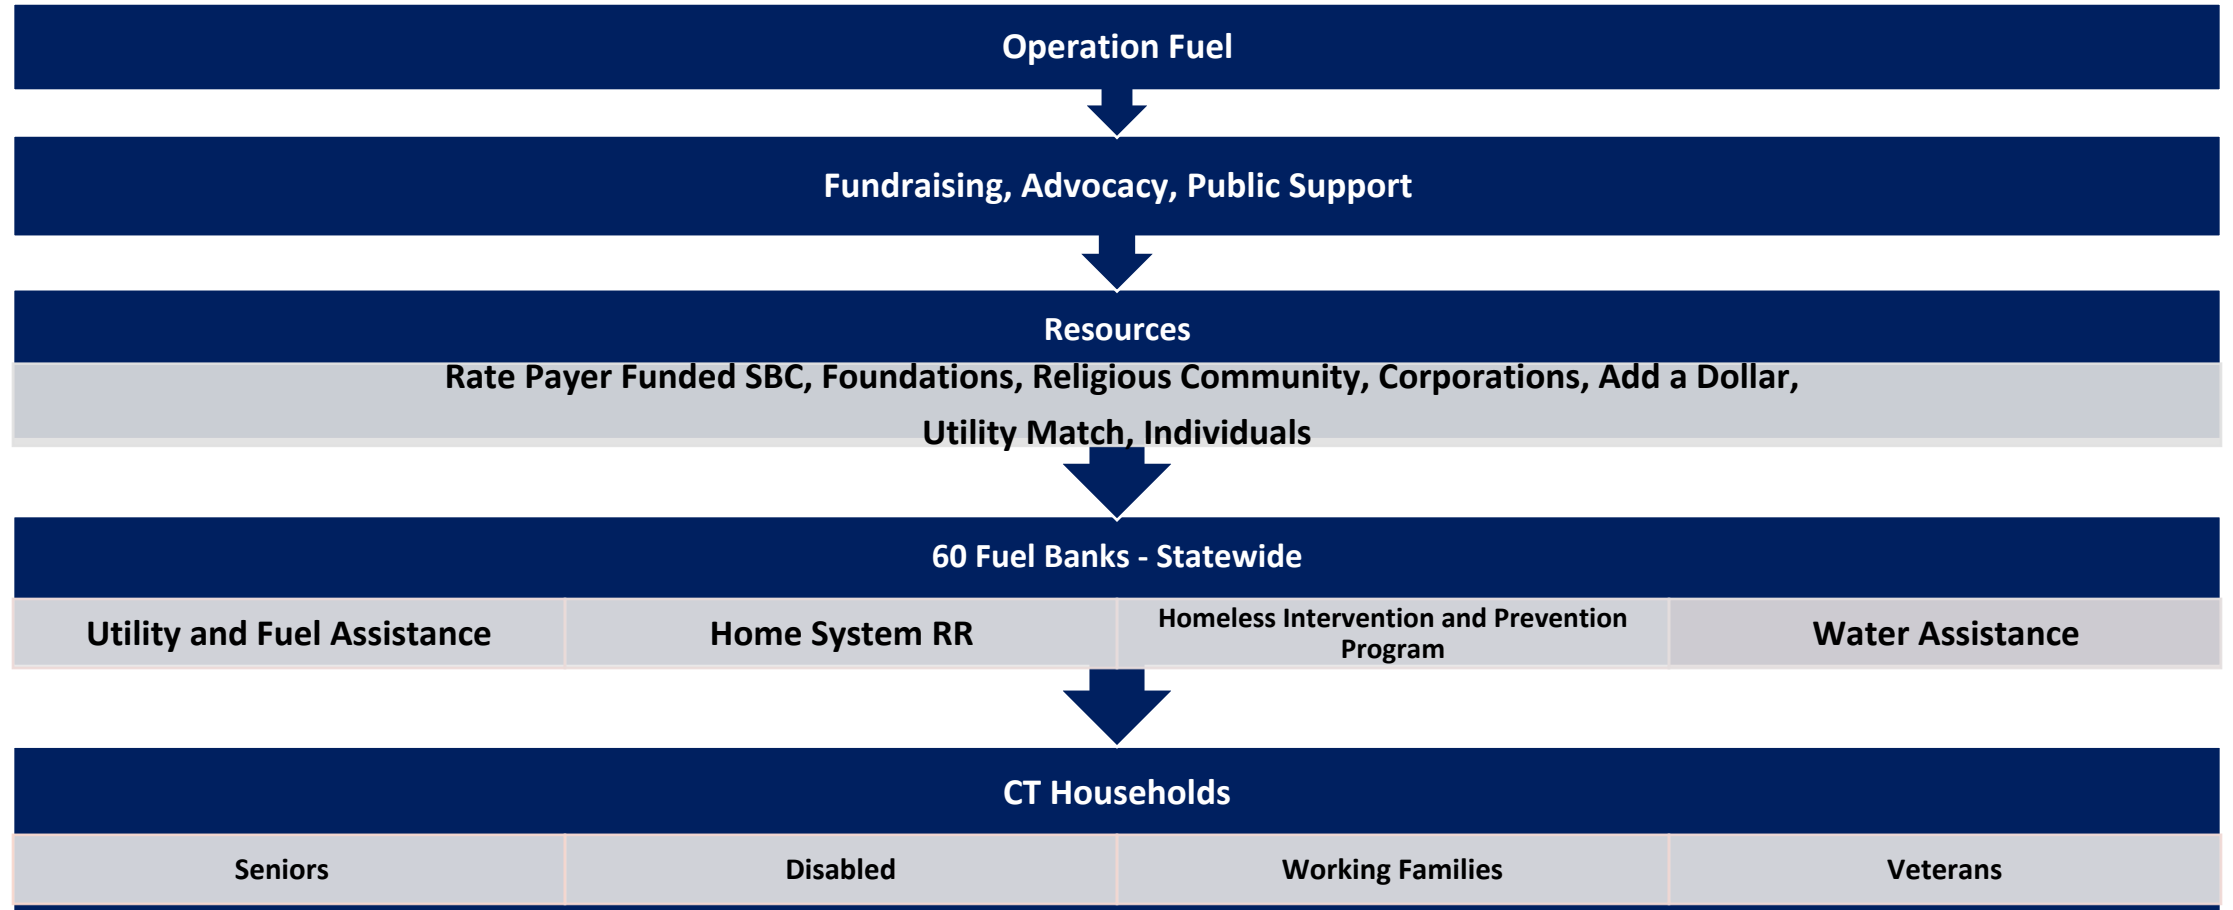 Operation Fuel
Fundraising, Advocacy, Public Support
Resources
Rate Payer Funded SBC, Foundations, Religious Community, Corporations, Add a Dollar,
Utility Match, Individuals
60 Fuel Banks - Statewide
Utility and Fuel Assistance
Home System RR
Homeless Intervention and Prevention
Program
Water Assistance
CT Households
Seniors
Disabled
Working Families
Veterans